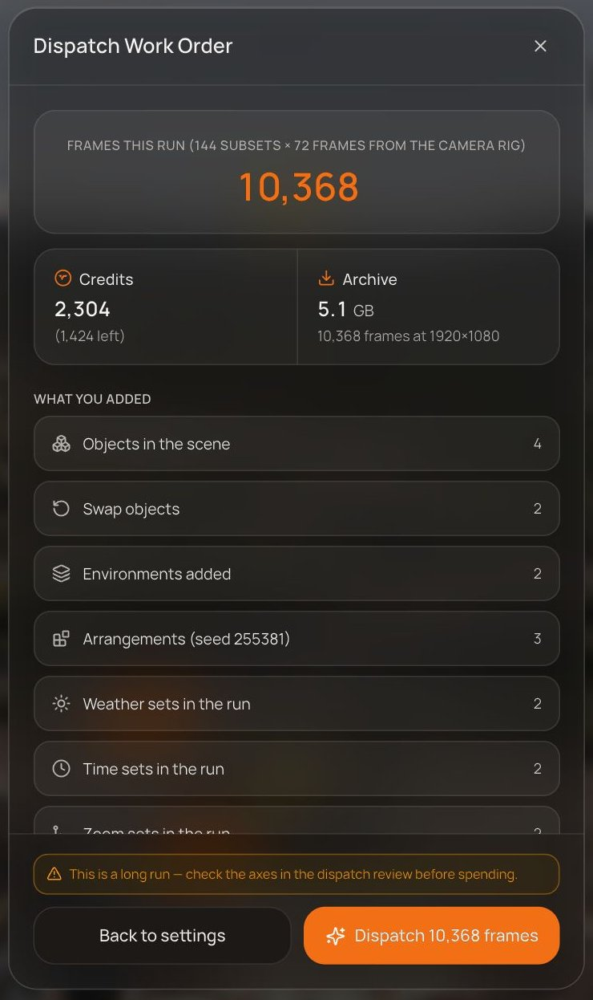 Dispatch Work Order
FRAMES THIS RUN (144 SUBSETS × 72 FRAMES FROM THE CAMERA RIG)
10,368
Credits
2,304
(1,424 left)
Archive
5.1 GB
10,368 frames at 1920×1080
WHAT YOU ADDED
Objects in the scene 4
Swap objects 2
Environments added 2
Arrangements (seed 255381) 3
Weather sets in the run 2
Time sets in the run 2
Zoom sets in the run
This is a long run — check the axes in the dispatch review before spending.
Back to settings
Dispatch 10,368 frames